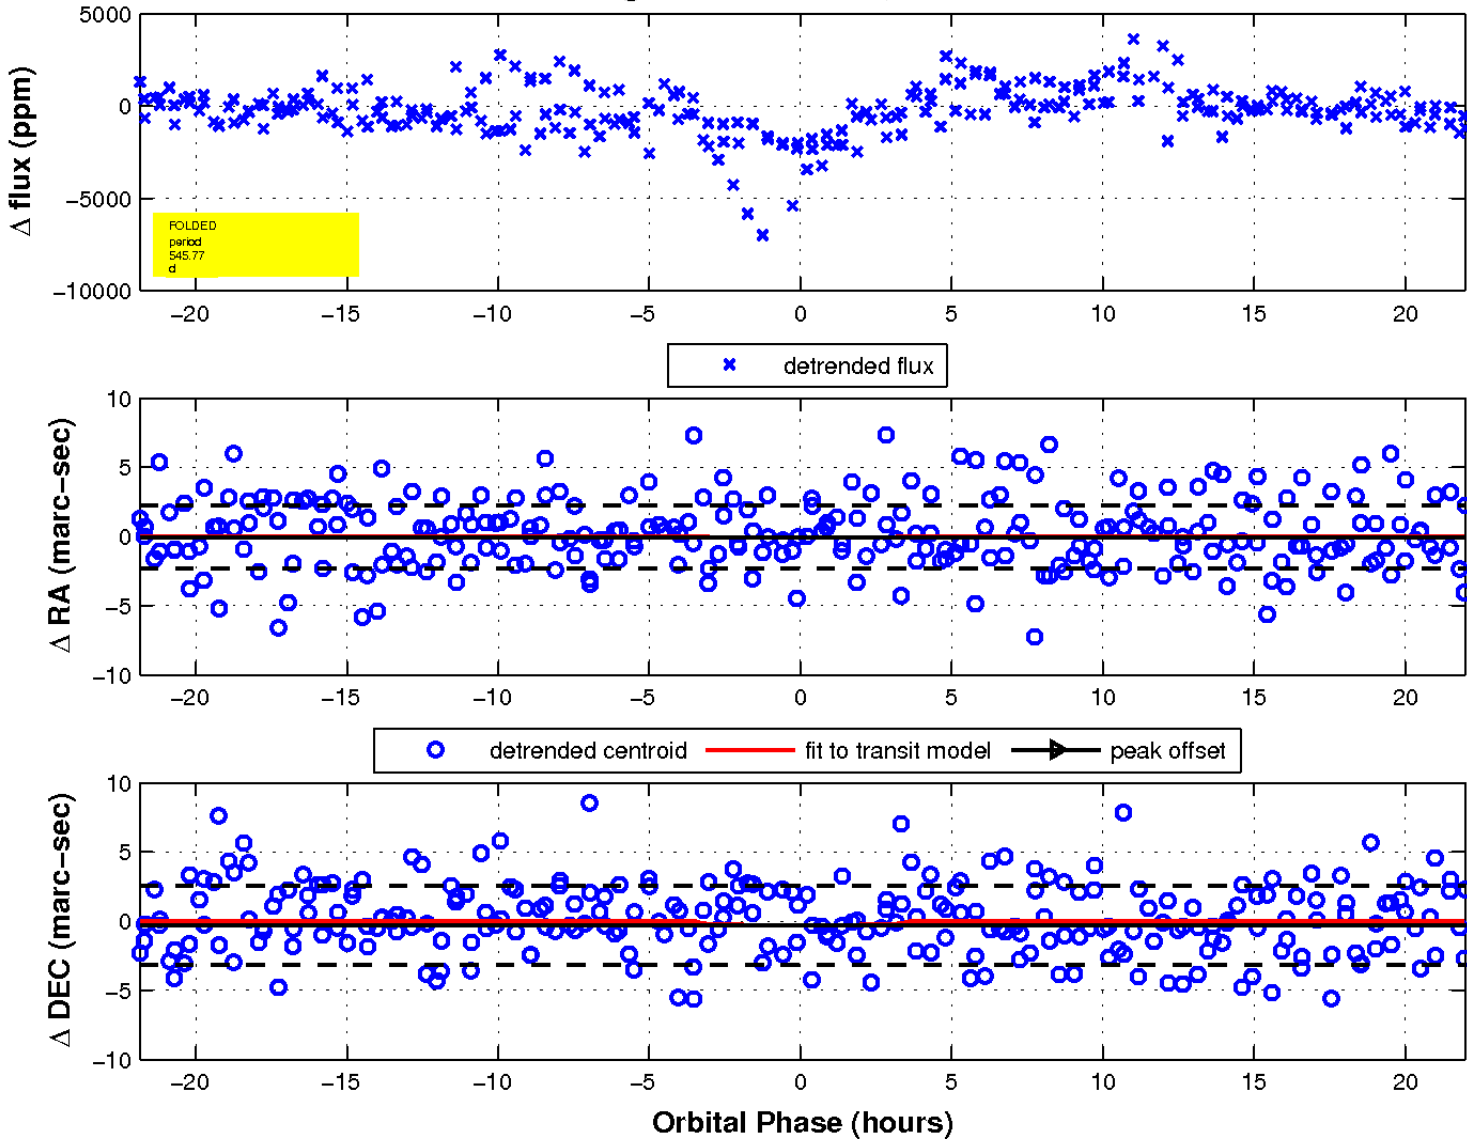 5000
0
−5000
−10000
Δ flux (ppm)
FOLDED
period
545.77
d
−20 −15 −10 −5 0 5 10 15 20
detrended flux
10
5
0
−5
−10
Δ RA (marc−sec)
−20 −15 −10 −5 0 5 10 15 20
detrended centroid fit to transit model peak offset
10
5
0
−5
−10
Δ DEC (marc−sec)
−20 −15 −10 −5 0 5 10 15 20
Orbital Phase (hours)